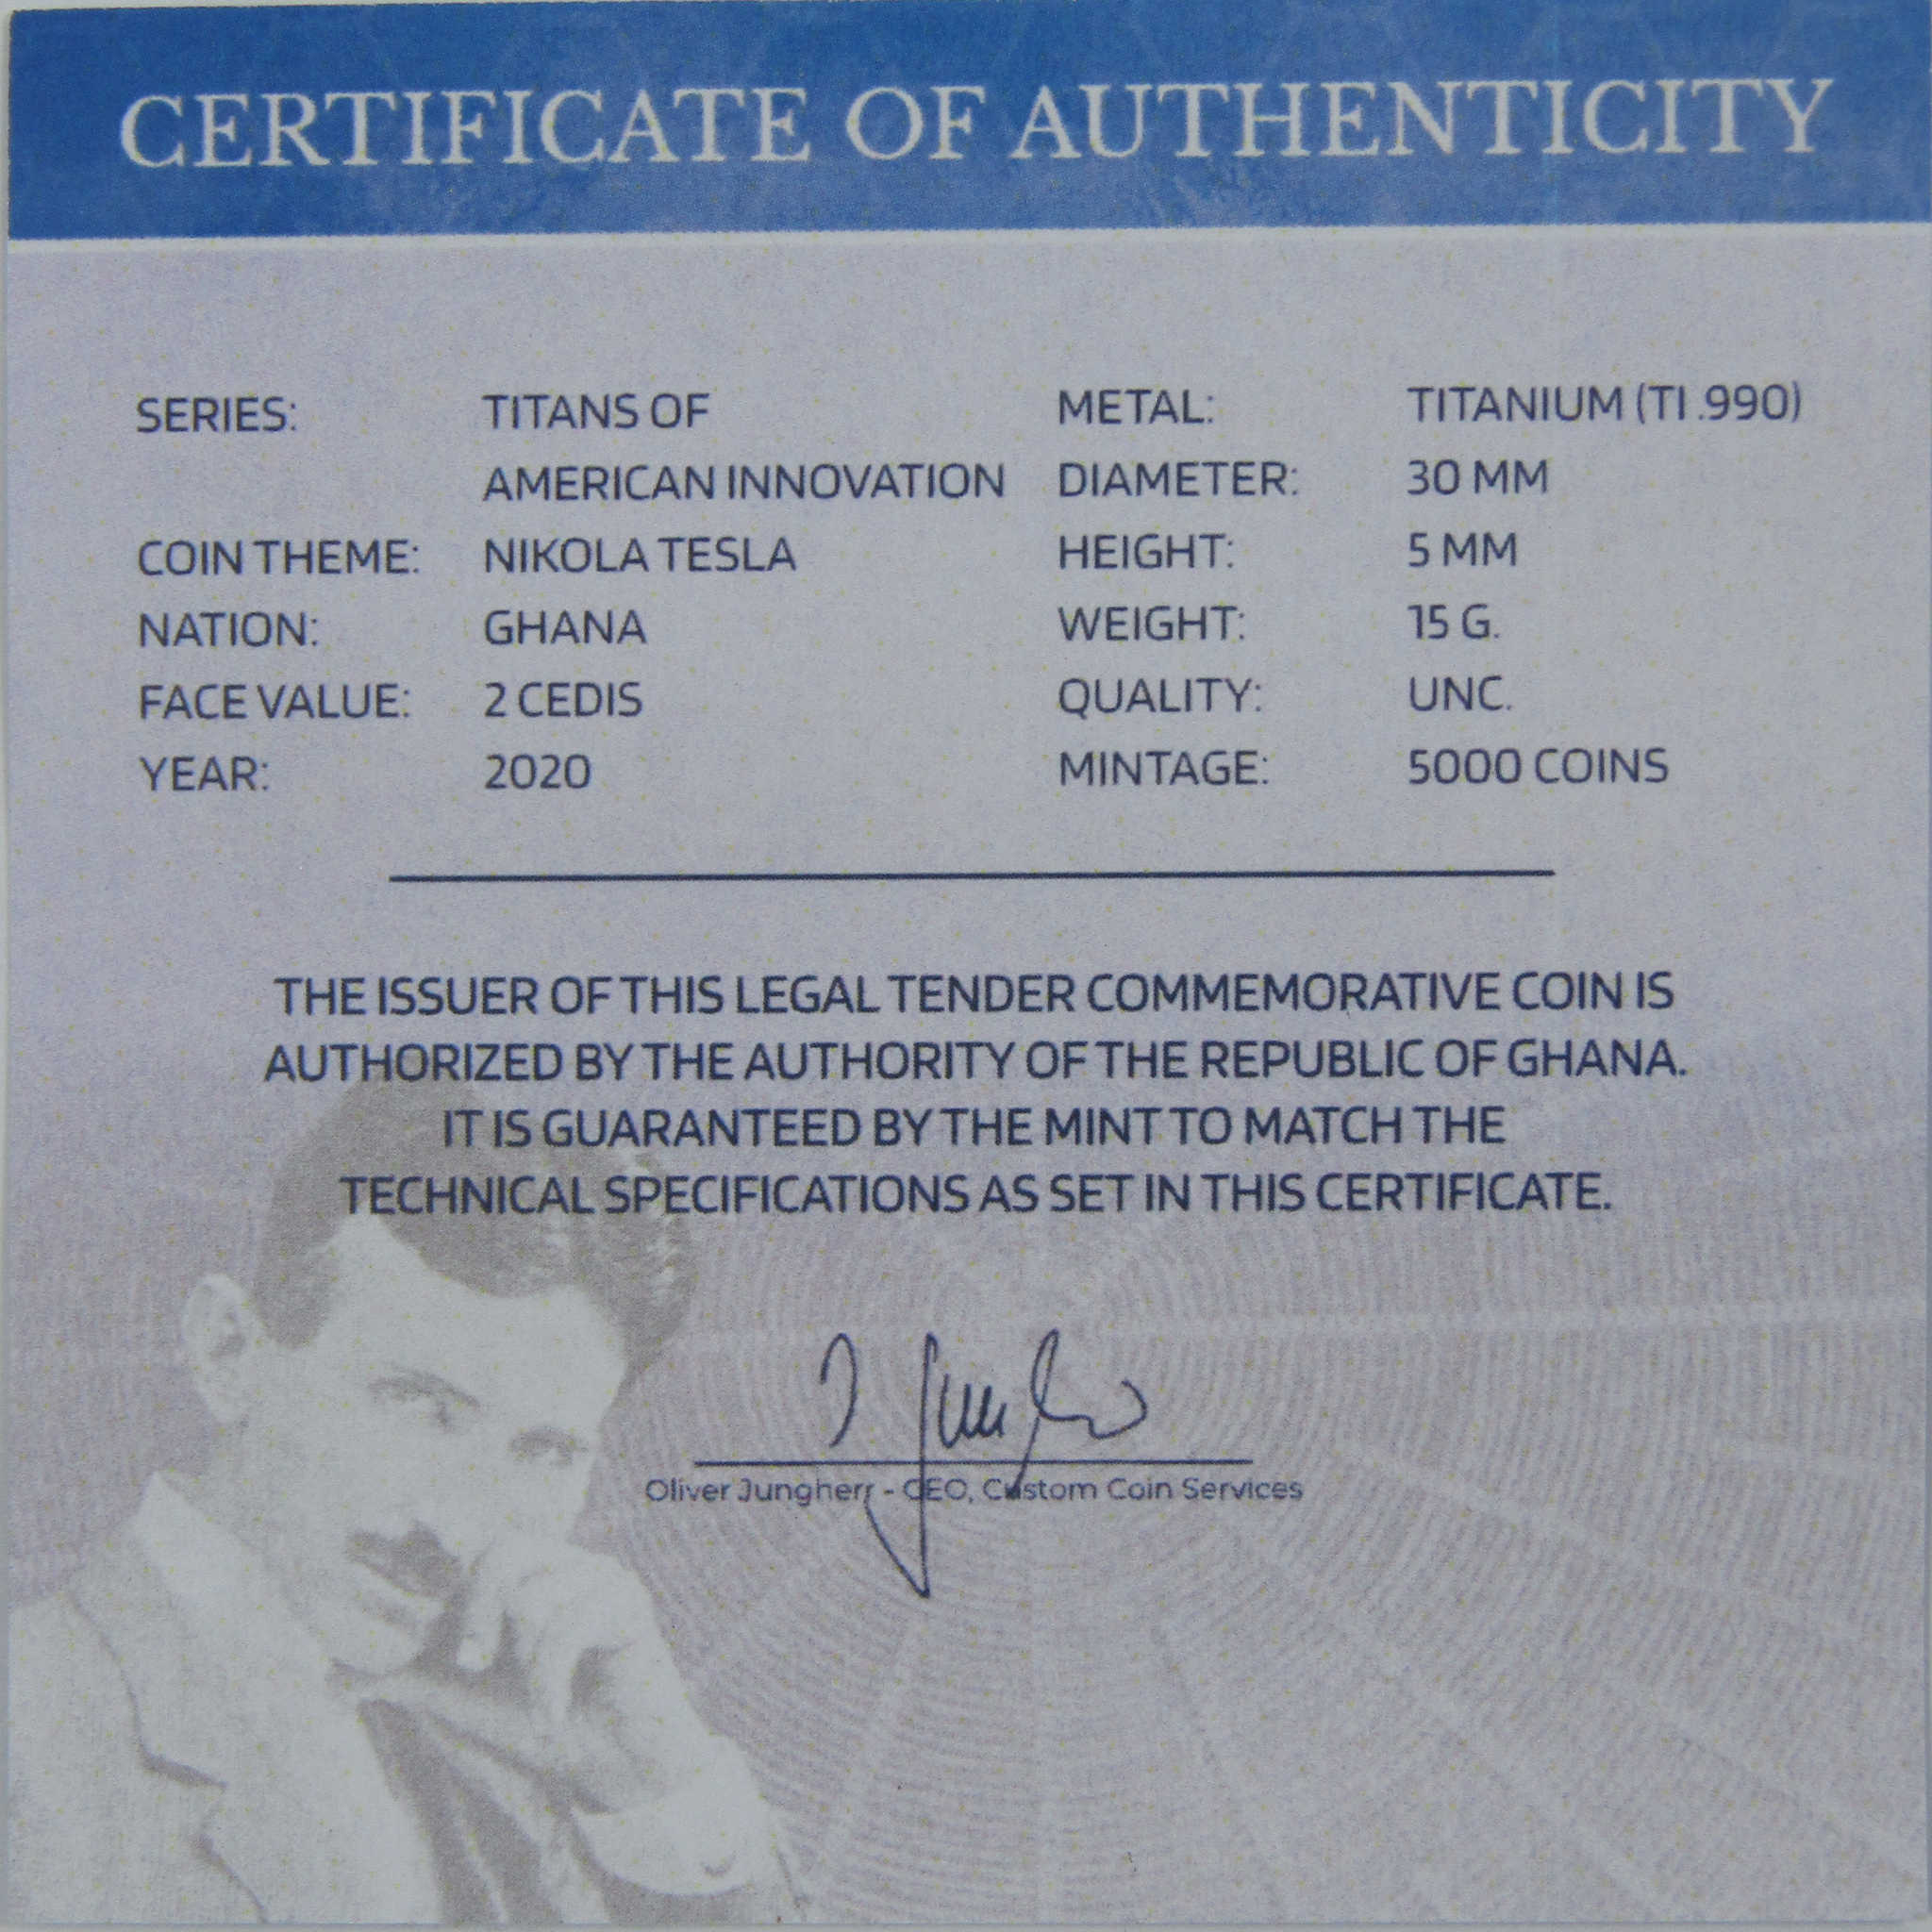 CERTIFICATE OF AUTHENTICITY
SERIES: TITANS OF
AMERICAN INNOVATION
COIN THEME: NIKOLA TESLA
NATION: GHANA
FACE VALUE: 2 CEDIS
YEAR: 2020
METAL: TITANIUM (TI .990)
DIAMETER: 30 MM
HEIGHT: 5 MM
WEIGHT: 15 G.
QUALITY: UNC.
MINTAGE: 5000 COINS
THE ISSUER OF THIS LEGAL TENDER COMMEMORATIVE COIN IS
AUTHORIZED BY THE AUTHORITY OF THE REPUBLIC OF GHANA.
IT IS GUARANTEED BY THE MINT TO MATCH THE
TECHNICAL SPECIFICATIONS AS SET IN THIS CERTIFICATE.
Oliver Jungherr - CEO, Custom Coin Services